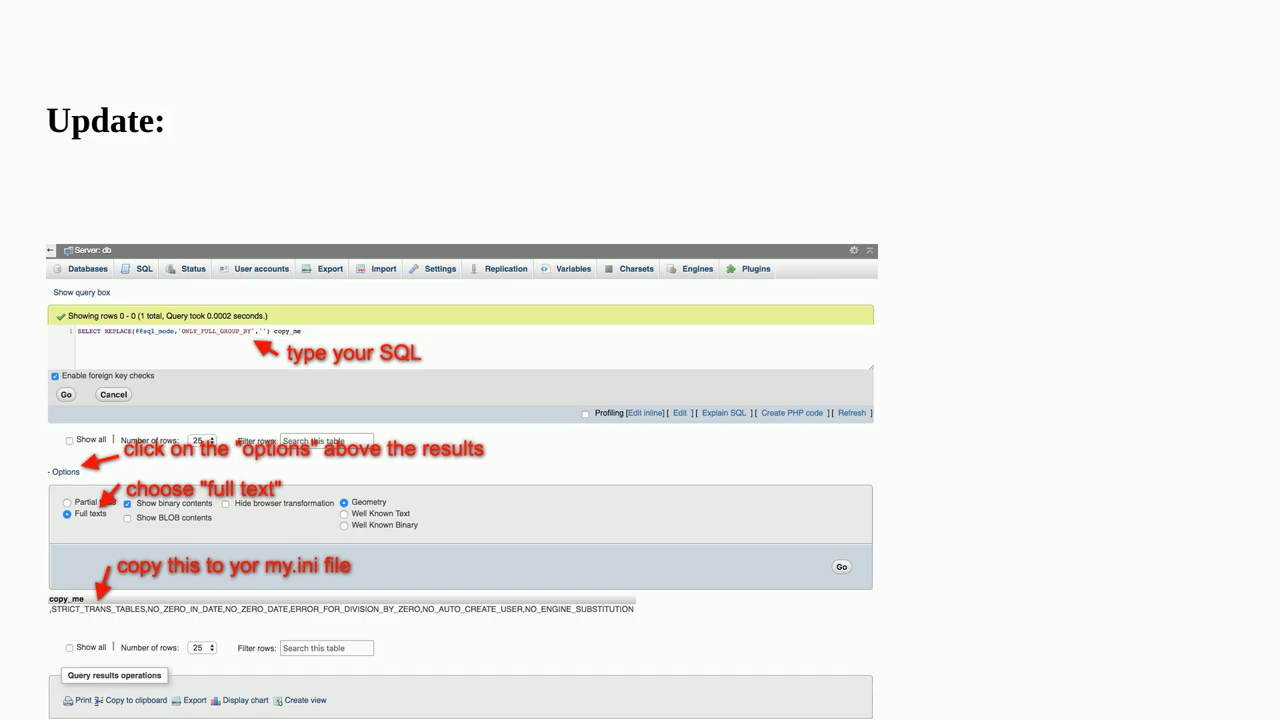 Update:
Server: db
Databases SQL Status User accounts Export Import Settings Replication Variables Charsets Engines Plugins
Show query box
Showing rows 0 - 0 (1 total, Query took 0.0002 seconds.)
1 SELECT REPLACE(@@sql_mode,'ONLY_FULL_GROUP_BY','') copy_me
type your SQL
Enable foreign key checks
Go Cancel
Profiling [Edit inline] [ Edit ] [ Explain SQL ] [ Create PHP code ] [ Refresh ]
Show all | Number of rows: 25 Filter rows: Search this table
click on the "options" above the results
- Options
choose "full text"
Partial Show binary contents Hide browser transformation Geometry
Full texts Show BLOB contents Well Known Text
Well Known Binary
copy this to yor my.ini file
Go
copy_me
,STRICT_TRANS_TABLES,NO_ZERO_IN_DATE,NO_ZERO_DATE,ERROR_FOR_DIVISION_BY_ZERO,NO_AUTO_CREATE_USER,NO_ENGINE_SUBSTITUTION
Show all | Number of rows: 25 Filter rows: Search this table
Query results operations
Print Copy to clipboard Export Display chart Create view